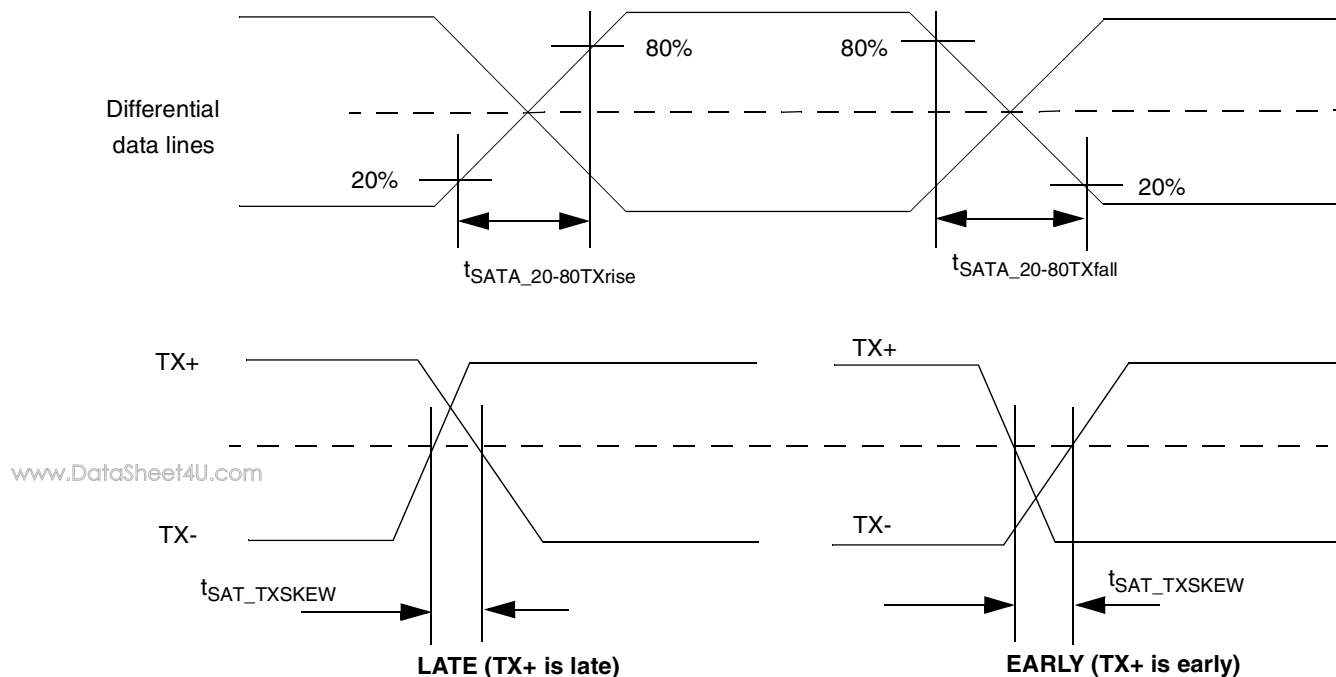 80%
80%
Differential
data lines
20%
20%
tSATA_20-80TXrise
tSATA_20-80TXfall
TX+
TX+
www.DataSheet4U.com
TX-
TX-
tSAT_TXSKEW
tSAT_TXSKEW
LATE (TX+ is late)
EARLY (TX+ is early)